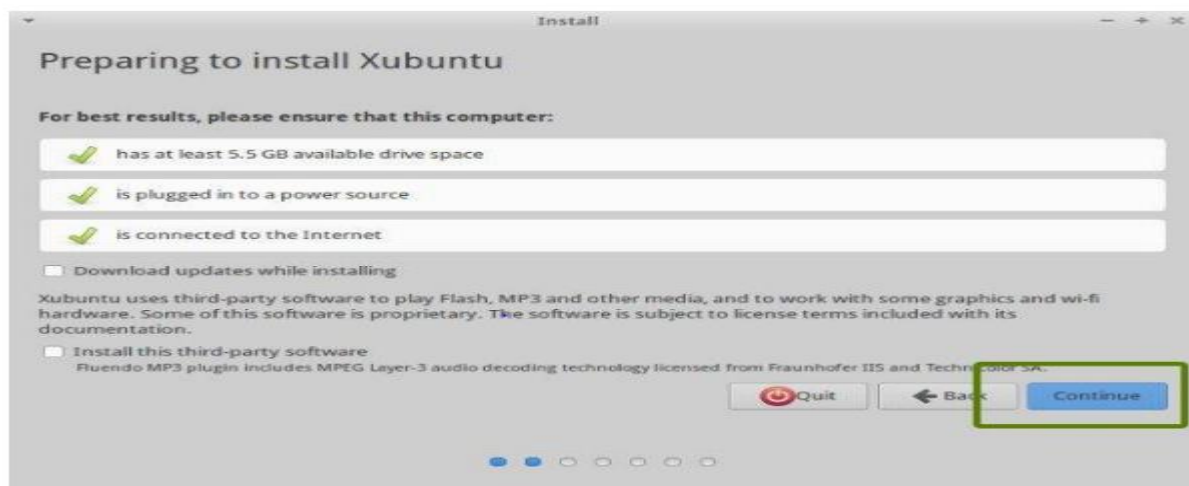 Install
Preparing to install Xubuntu
For best results, please ensure that this computer:
has at least 5.5 GB available drive space
is plugged in to a power source
is connected to the Internet
Download updates while installing
Xubuntu uses third-party software to play Flash, MP3 and other media, and to work with some graphics and wi-fi
hardware. Some of this software is proprietary. The software is subject to license terms included with its
documentation.
Install this third-party software
Fluendo MP3 plugin includes MPEG Layer-3 audio decoding technology licensed from Fraunhofer IIS and Technicolor SA.
Quit Back Continue